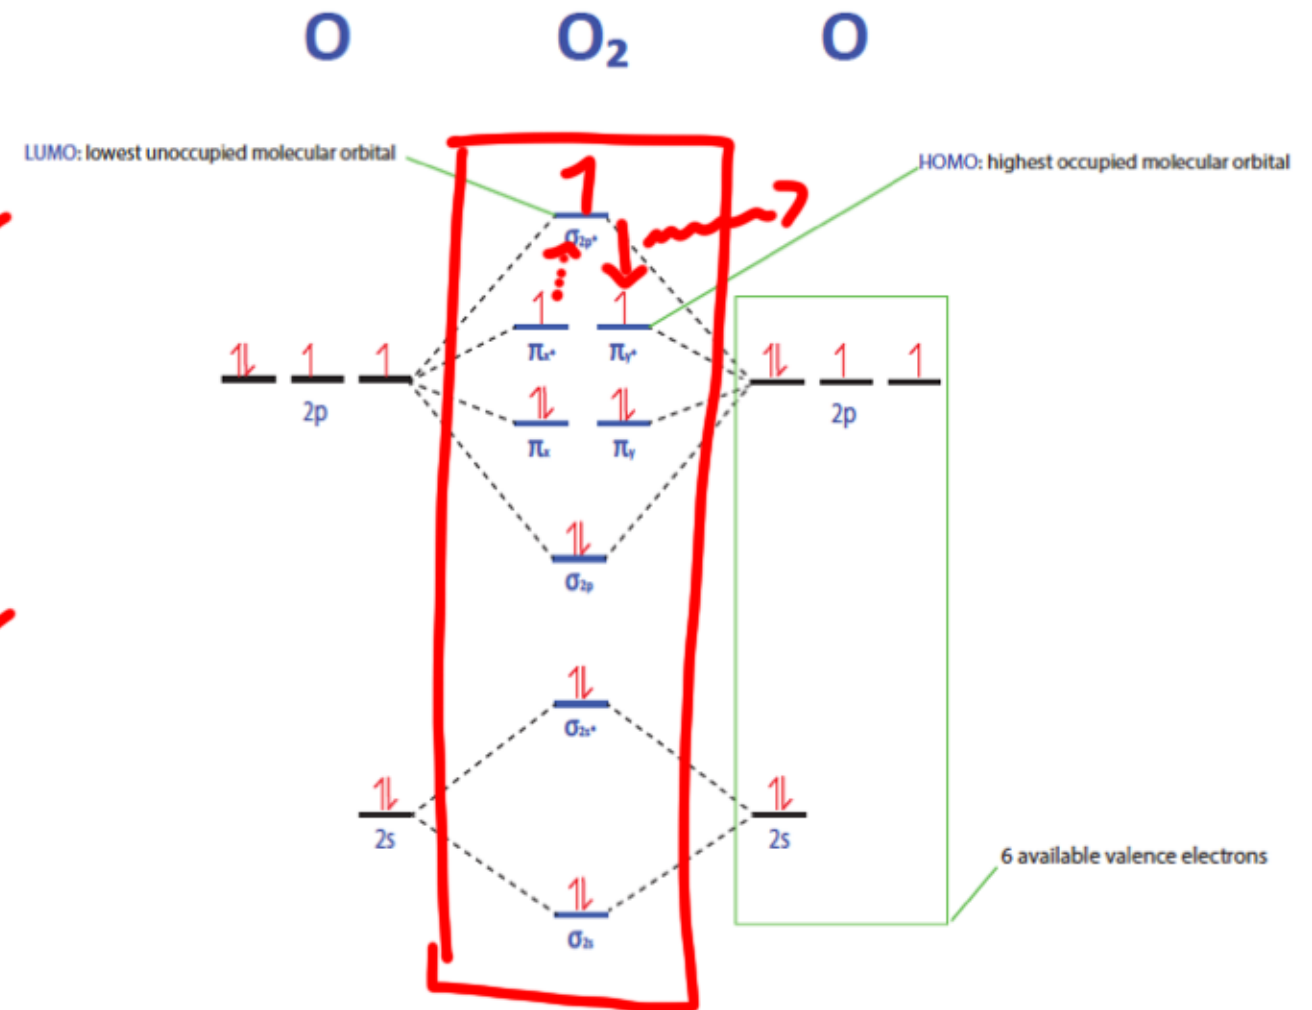 O O₂ O
LUMO: lowest unoccupied molecular orbital
HOMO: highest occupied molecular orbital
1
σ2p*
πx* πy*
2p 2p
πx πy
σ2p
σ2s*
2s 2s
6 available valence electrons
σ2s